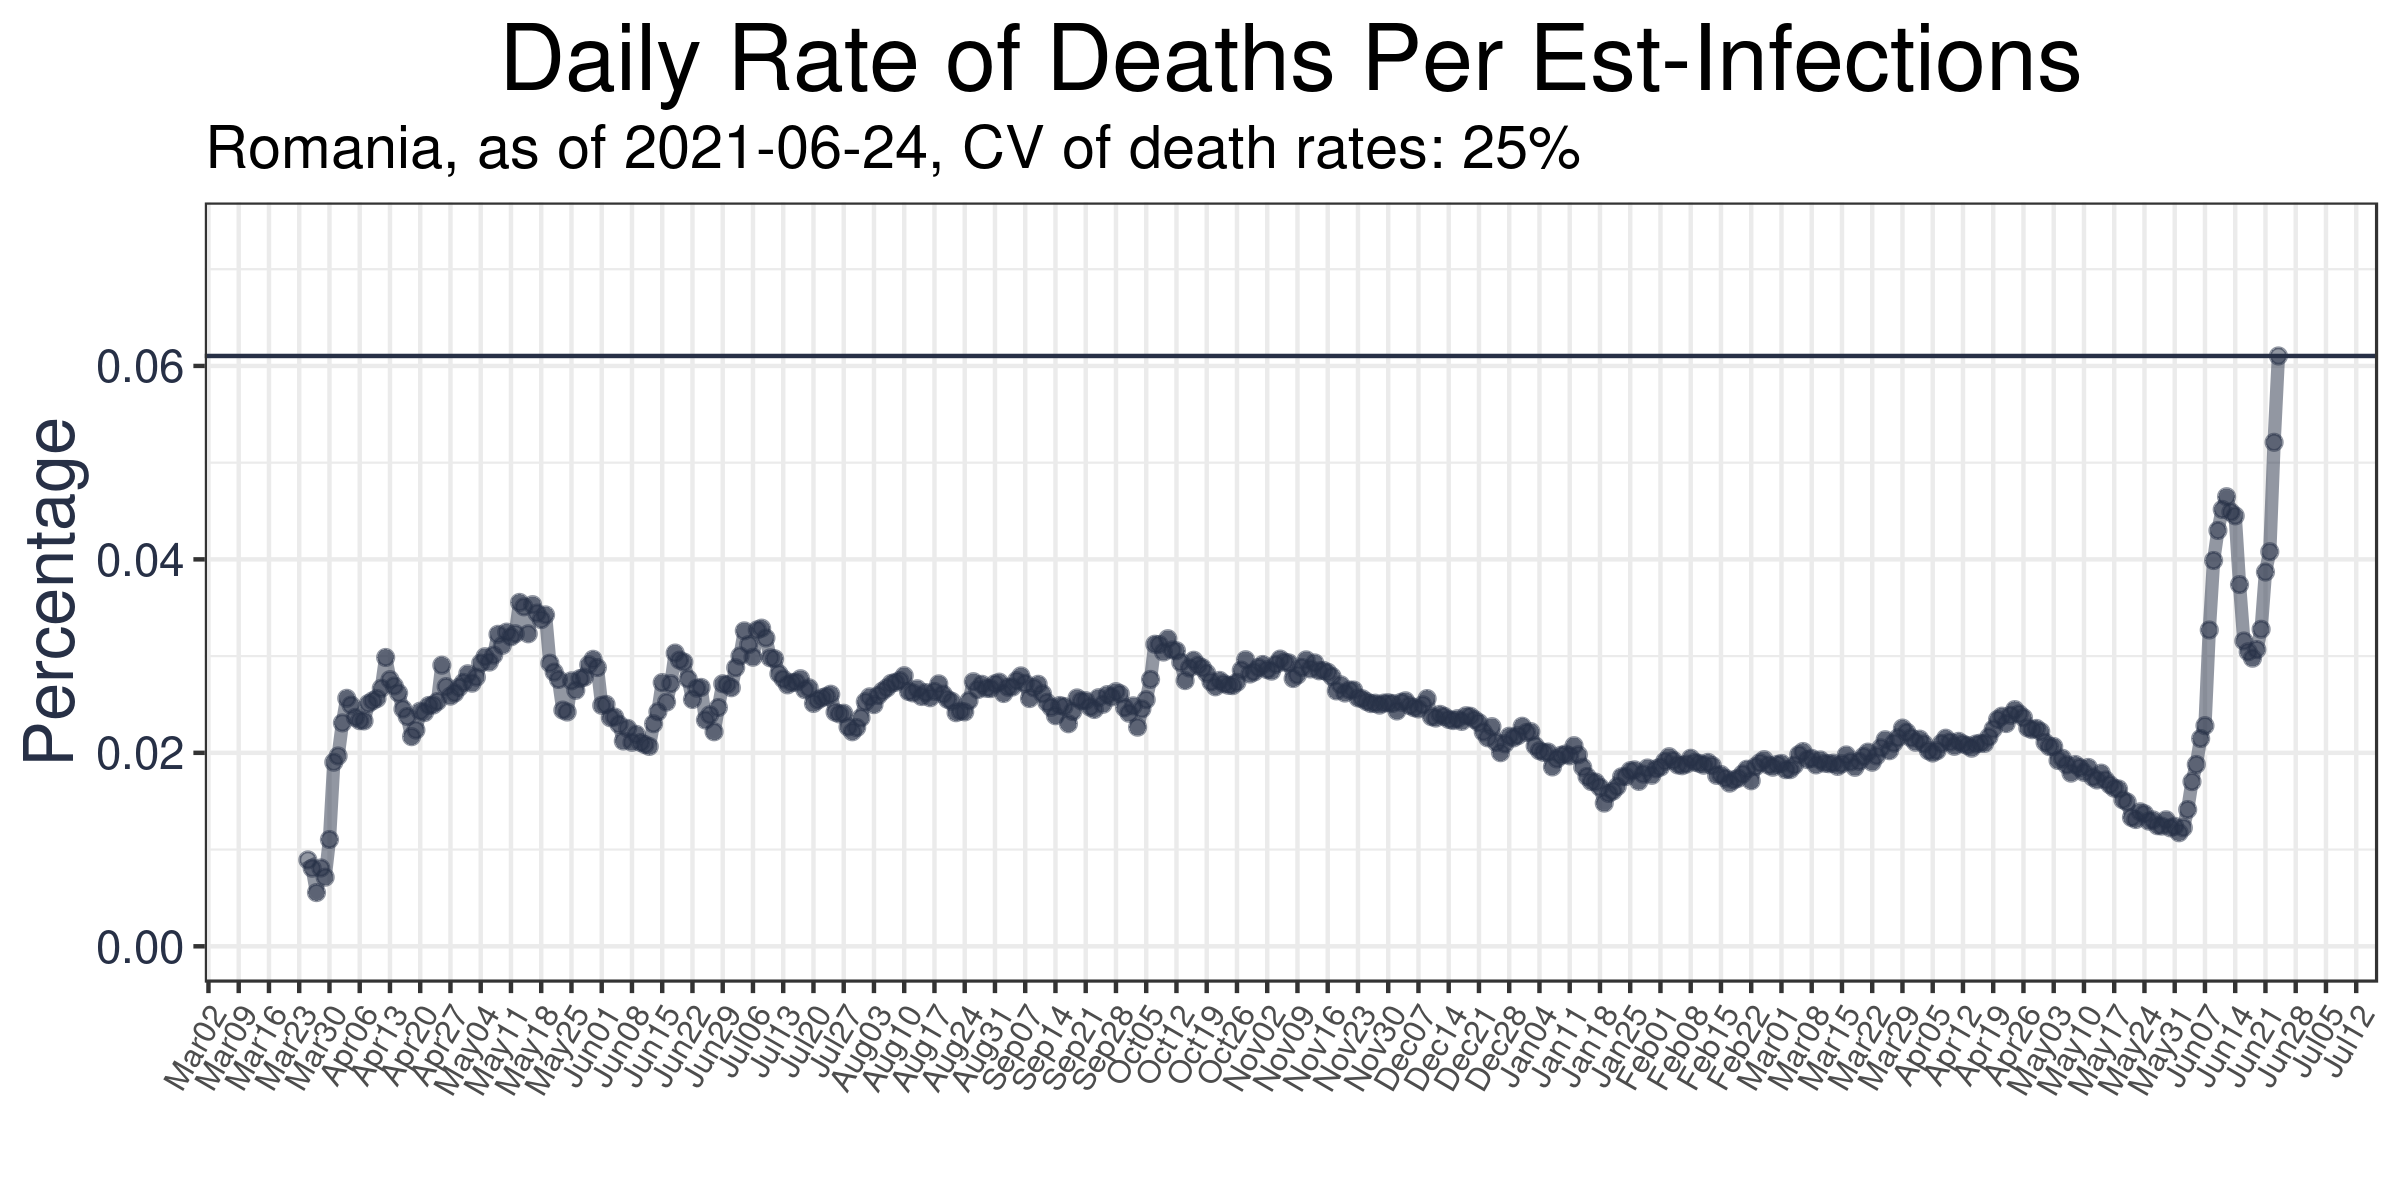 Daily Rate of Deaths Per Est-Infections
Romania, as of 2021-06-24, CV of death rates: 25%
Percentage
0.06
0.04
0.02
0.00
Mar02
Mar09
Mar16
Mar23
Mar30
Apr06
Apr13
Apr20
Apr27
May04
May11
May18
May25
Jun01
Jun08
Jun15
Jun22
Jun29
Jul06
Jul13
Jul20
Jul27
Aug03
Aug10
Aug17
Aug24
Aug31
Sep07
Sep14
Sep21
Sep28
Oct05
Oct12
Oct19
Oct26
Nov02
Nov09
Nov16
Nov23
Nov30
Dec07
Dec14
Dec21
Dec28
Jan04
Jan11
Jan18
Jan25
Feb01
Feb08
Feb15
Feb22
Mar01
Mar08
Mar15
Mar22
Mar29
Apr05
Apr12
Apr19
Apr26
May03
May10
May17
May24
May31
Jun07
Jun14
Jun21
Jun28
Jul05
Jul12